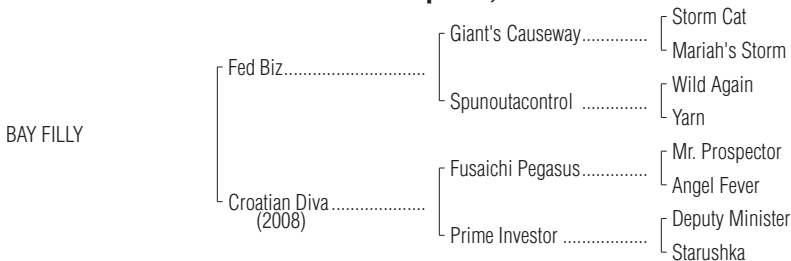 Storm Cat
Giant's Causeway..............
Mariah's Storm
Fed Biz.............................
Wild Again
Spunoutacontrol ..............
Yarn
BAY FILLY
Mr. Prospector
Fusaichi Pegasus..............
Angel Fever
Croatian Diva....................
(2008)
Deputy Minister
Prime Investor ..................
Starushka